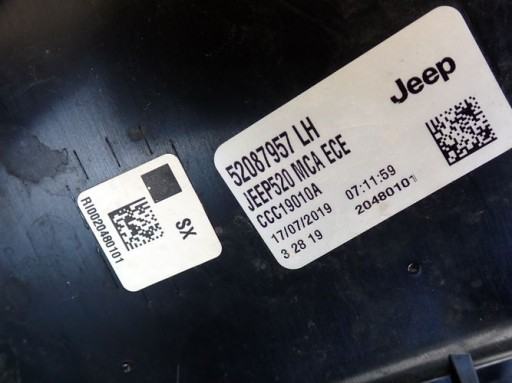 Jeep
52087957 LH
JEEP520 MCA ECE
CCC19010A
17/07/2019 07:11:59
3 28 19 20480101
SX
RI0020480101